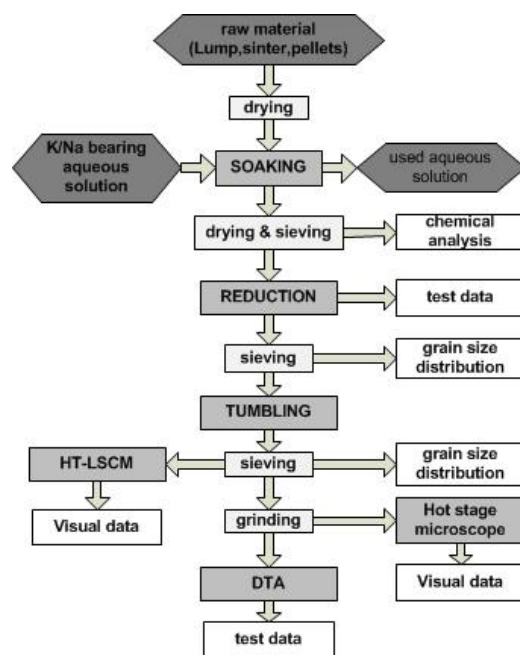 raw material
(Lump,sinter,pellets)
drying
K/Na bearing
aqueous
solution
SOAKING
used aqueous
solution
drying & sieving
chemical
analysis
REDUCTION
test data
sieving
grain size
distribution
TUMBLING
HT-LSCM
sieving
grain size
distribution
Visual data
grinding
Hot stage
microscope
DTA
Visual data
test data